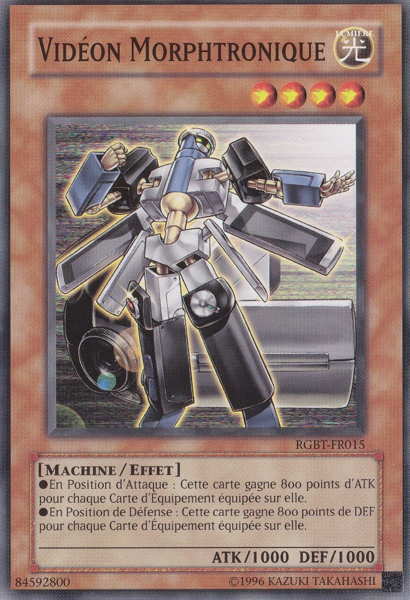 Vidéon Morphtronique
LUMIÈRE
光
RGBT-FR015
[Machine/Effet]
●En Position d'Attaque : Cette carte gagne 800 points d'ATK
pour chaque Carte d'Équipement équipée sur elle.
●En Position de Défense : Cette carte gagne 800 points de DEF
pour chaque Carte d'Équipement équipée sur elle.
ATK/1000 DEF/1000
84592800
©1996 KAZUKI TAKAHASHI